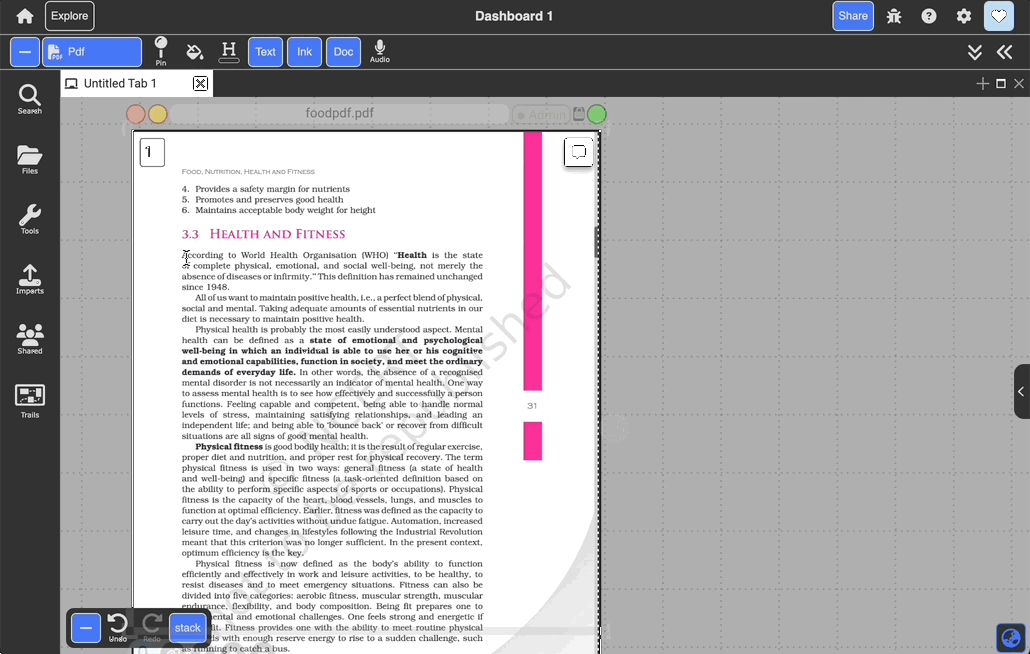 Explore
Dashboard 1
Share
Pdf
Pin
H
Text
Ink
Doc
Audio
Untitled Tab 1
Search
Files
Tools
Imports
Shared
Trails
foodpdf.pdf
Admin
1
Food, Nutrition, Health and Fitness
4. Provides a safety margin for nutrients
5. Promotes and preserves good health
6. Maintains acceptable body weight for height
3.3 Health and Fitness
According to World Health Organisation (WHO) “Health is the state
complete physical, emotional, and social well-being, not merely the
absence of diseases or infirmity.” This definition has remained unchanged
since 1948.
All of us want to maintain positive health, i.e., a perfect blend of physical,
social and mental. Taking adequate amounts of essential nutrients in our
diet is necessary to maintain positive health.
Physical health is probably the most easily understood aspect. Mental
health can be defined as a state of emotional and psychological
well-being in which an individual is able to use her or his cognitive
and emotional capabilities, function in society, and meet the ordinary
demands of everyday life. In other words, the absence of a recognised
mental disorder is not necessarily an indicator of mental health. One way
to assess mental health is to see how effectively and successfully a person
functions. Feeling capable and competent, being able to handle normal
levels of stress, maintaining satisfying relationships, and leading an
independent life; and being able to ‘bounce back’ or recover from difficult
situations are all signs of good mental health.
Physical fitness is good bodily health; it is the result of regular exercise,
proper diet and nutrition, and proper rest for physical recovery. The term
physical fitness is used in two ways: general fitness (a state of health
and well-being) and specific fitness (a task-oriented definition based on
the ability to perform specific aspects of sports or occupations). Physical
fitness is the capacity of the heart, blood vessels, lungs, and muscles to
function at optimal efficiency. Earlier, fitness was defined as the capacity to
carry out the day’s activities without undue fatigue. Automation, increased
leisure time, and changes in lifestyles following the Industrial Revolution
meant that this criterion was no longer sufficient. In the present context,
optimum efficiency is the key.
Physical fitness is now defined as the body’s ability to function
efficiently and effectively in work and leisure activities, to be healthy, to
resist diseases and to meet emergency situations. Fitness can also be
divided into five categories: aerobic fitness, muscular strength, muscular
endurance, flexibility, and body composition. Being fit prepares one to
mental and emotional challenges. One feels strong and energetic if
fit. Fitness provides one with the ability to meet routine physical
with enough reserve energy to rise to a sudden challenge, such
as running to catch a bus.
31
be republished
Undo
Redo
stack